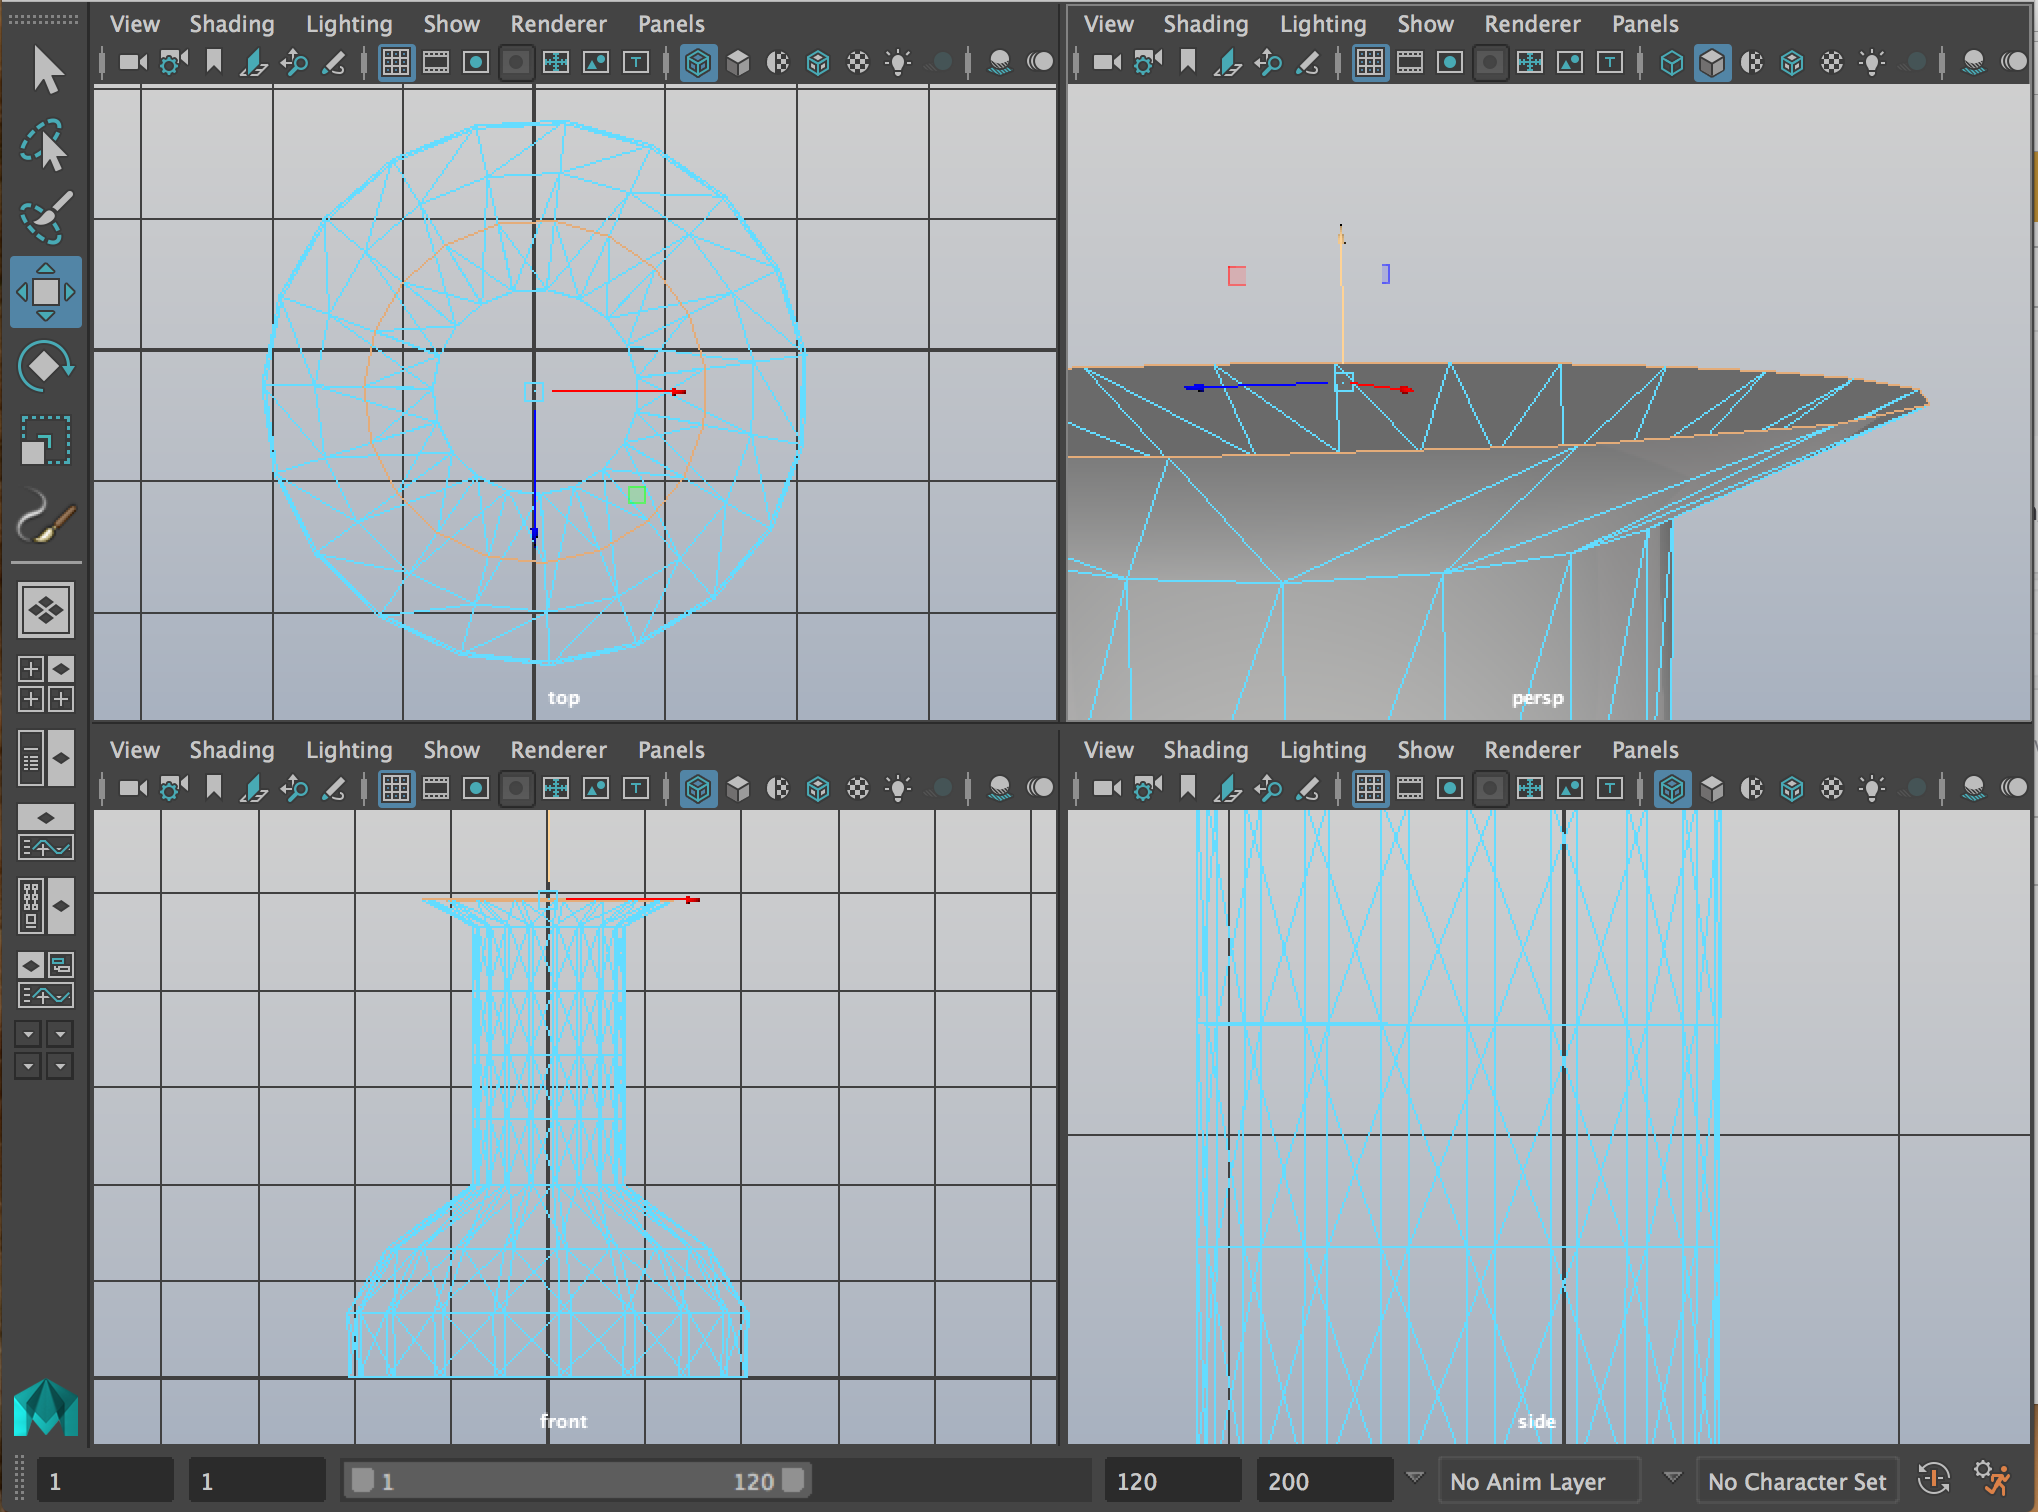 View Shading Lighting Show Renderer Panels
View Shading Lighting Show Renderer Panels
T
T
top
persp
View Shading Lighting Show Renderer Panels
View Shading Lighting Show Renderer Panels
T
T
front
side
1 1 1 120 120 200 No Anim Layer No Character Set